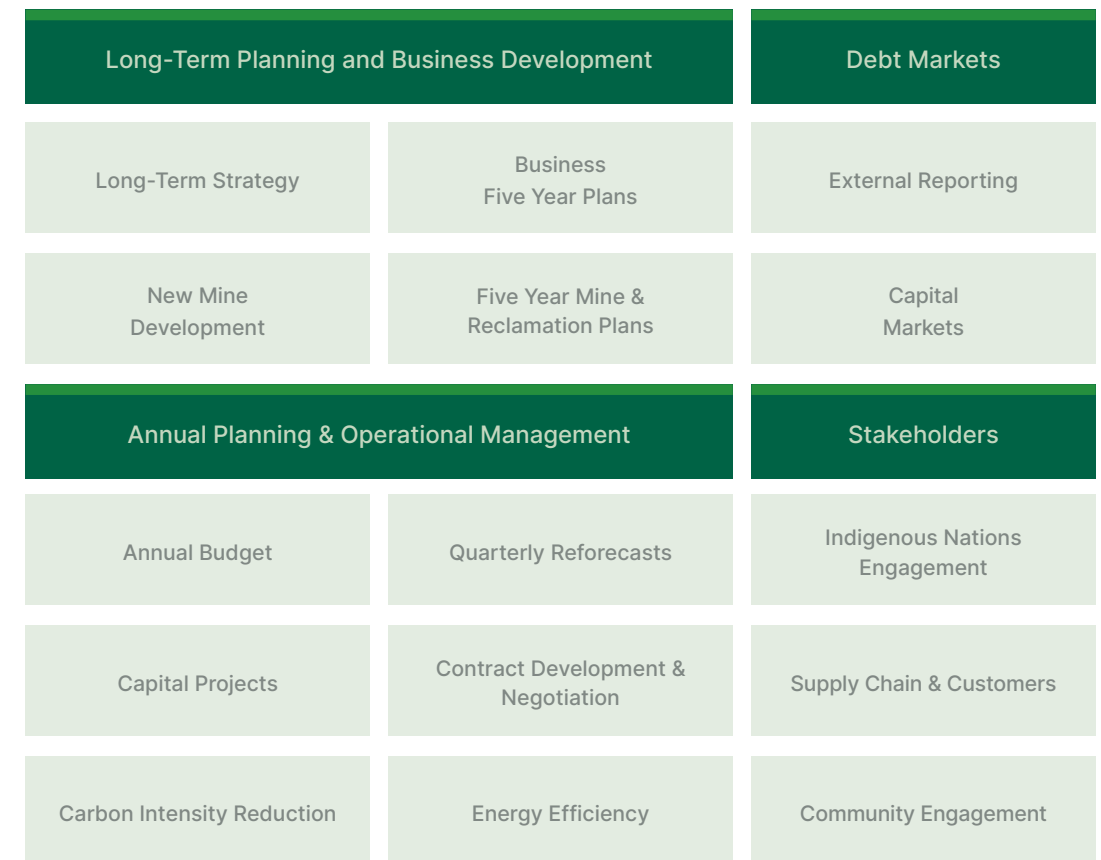 Long-Term Planning and Business Development
Debt Markets
Long-Term Strategy
Business
Five Year Plans
External Reporting
New Mine
Development
Five Year Mine &
Reclamation Plans
Capital
Markets
Annual Planning & Operational Management
Stakeholders
Annual Budget
Quarterly Reforecasts
Indigenous Nations
Engagement
Capital Projects
Contract Development &
Negotiation
Supply Chain & Customers
Carbon Intensity Reduction
Energy Efficiency
Community Engagement